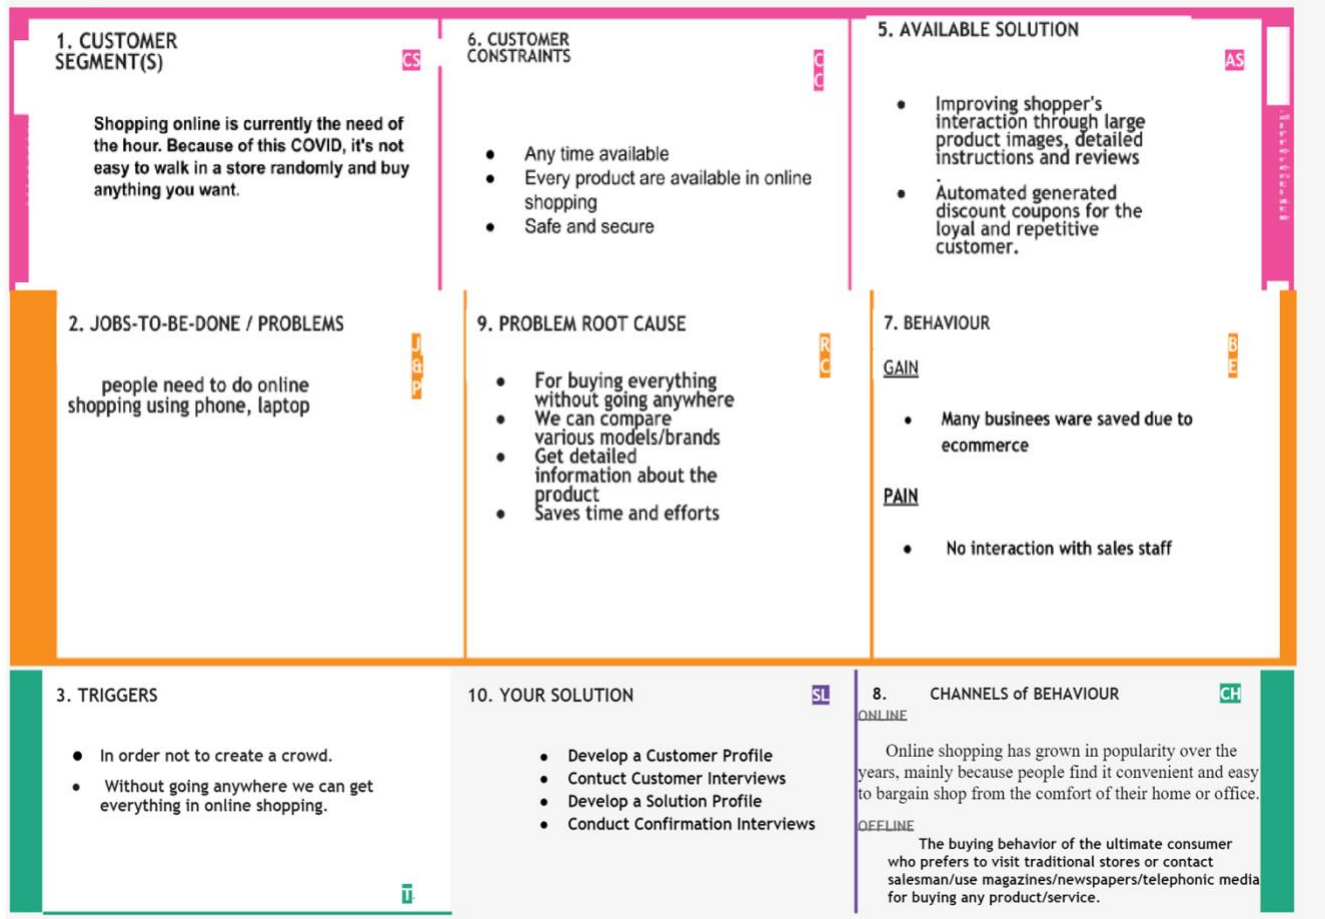 1. CUSTOMER
SEGMENT(S)
CS
Shopping online is currently the need of
the hour. Because of this COVID, it's not
easy to walk in a store randomly and buy
anything you want.
6. CUSTOMER
CONSTRAINTS
C
C
• Any time available
• Every product are available in online
shopping
• Safe and secure
5. AVAILABLE SOLUTION
AS
• Improving shopper's
interaction through large
product images, detailed
instructions and reviews
.
• Automated generated
discount coupons for the
loyal and repetitive
customer.
2. JOBS-TO-BE-DONE / PROBLEMS
J
&
P
people need to do online
shopping using phone, laptop
9. PROBLEM ROOT CAUSE
R
C
• For buying everything
without going anywhere
• We can compare
various models/brands
• Get detailed
information about the
product
• Saves time and efforts
7. BEHAVIOUR
B
E
GAIN
• Many businees ware saved due to
ecommerce
PAIN
• No interaction with sales staff
3. TRIGGERS
• In order not to create a crowd.
• Without going anywhere we can get
everything in online shopping.
T
10. YOUR SOLUTION
SL
• Develop a Customer Profile
• Contuct Customer Interviews
• Develop a Solution Profile
• Conduct Confirmation Interviews
8. CHANNELS of BEHAVIOUR
CH
ONLINE
Online shopping has grown in popularity over the
years, mainly because people find it convenient and easy
to bargain shop from the comfort of their home or office.
OFFLINE
The buying behavior of the ultimate consumer
who prefers to visit traditional stores or contact
salesman/use magazines/newspapers/telephonic media
for buying any product/service.